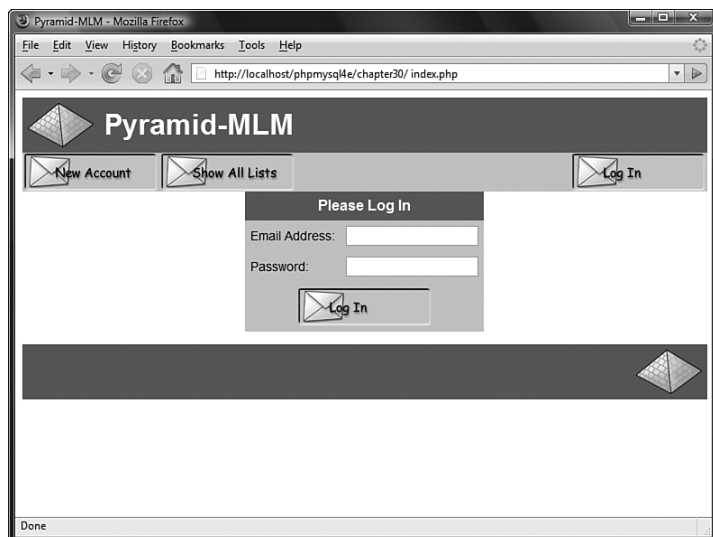 Pyramid-MLM - Mozilla Firefox
File Edit View History Bookmarks Tools Help
http://localhost/phpmysql4e/chapter30/ index.php
Pyramid-MLM
New Account Show All Lists Log In
Please Log In
Email Address:
Password:
Log In
Done